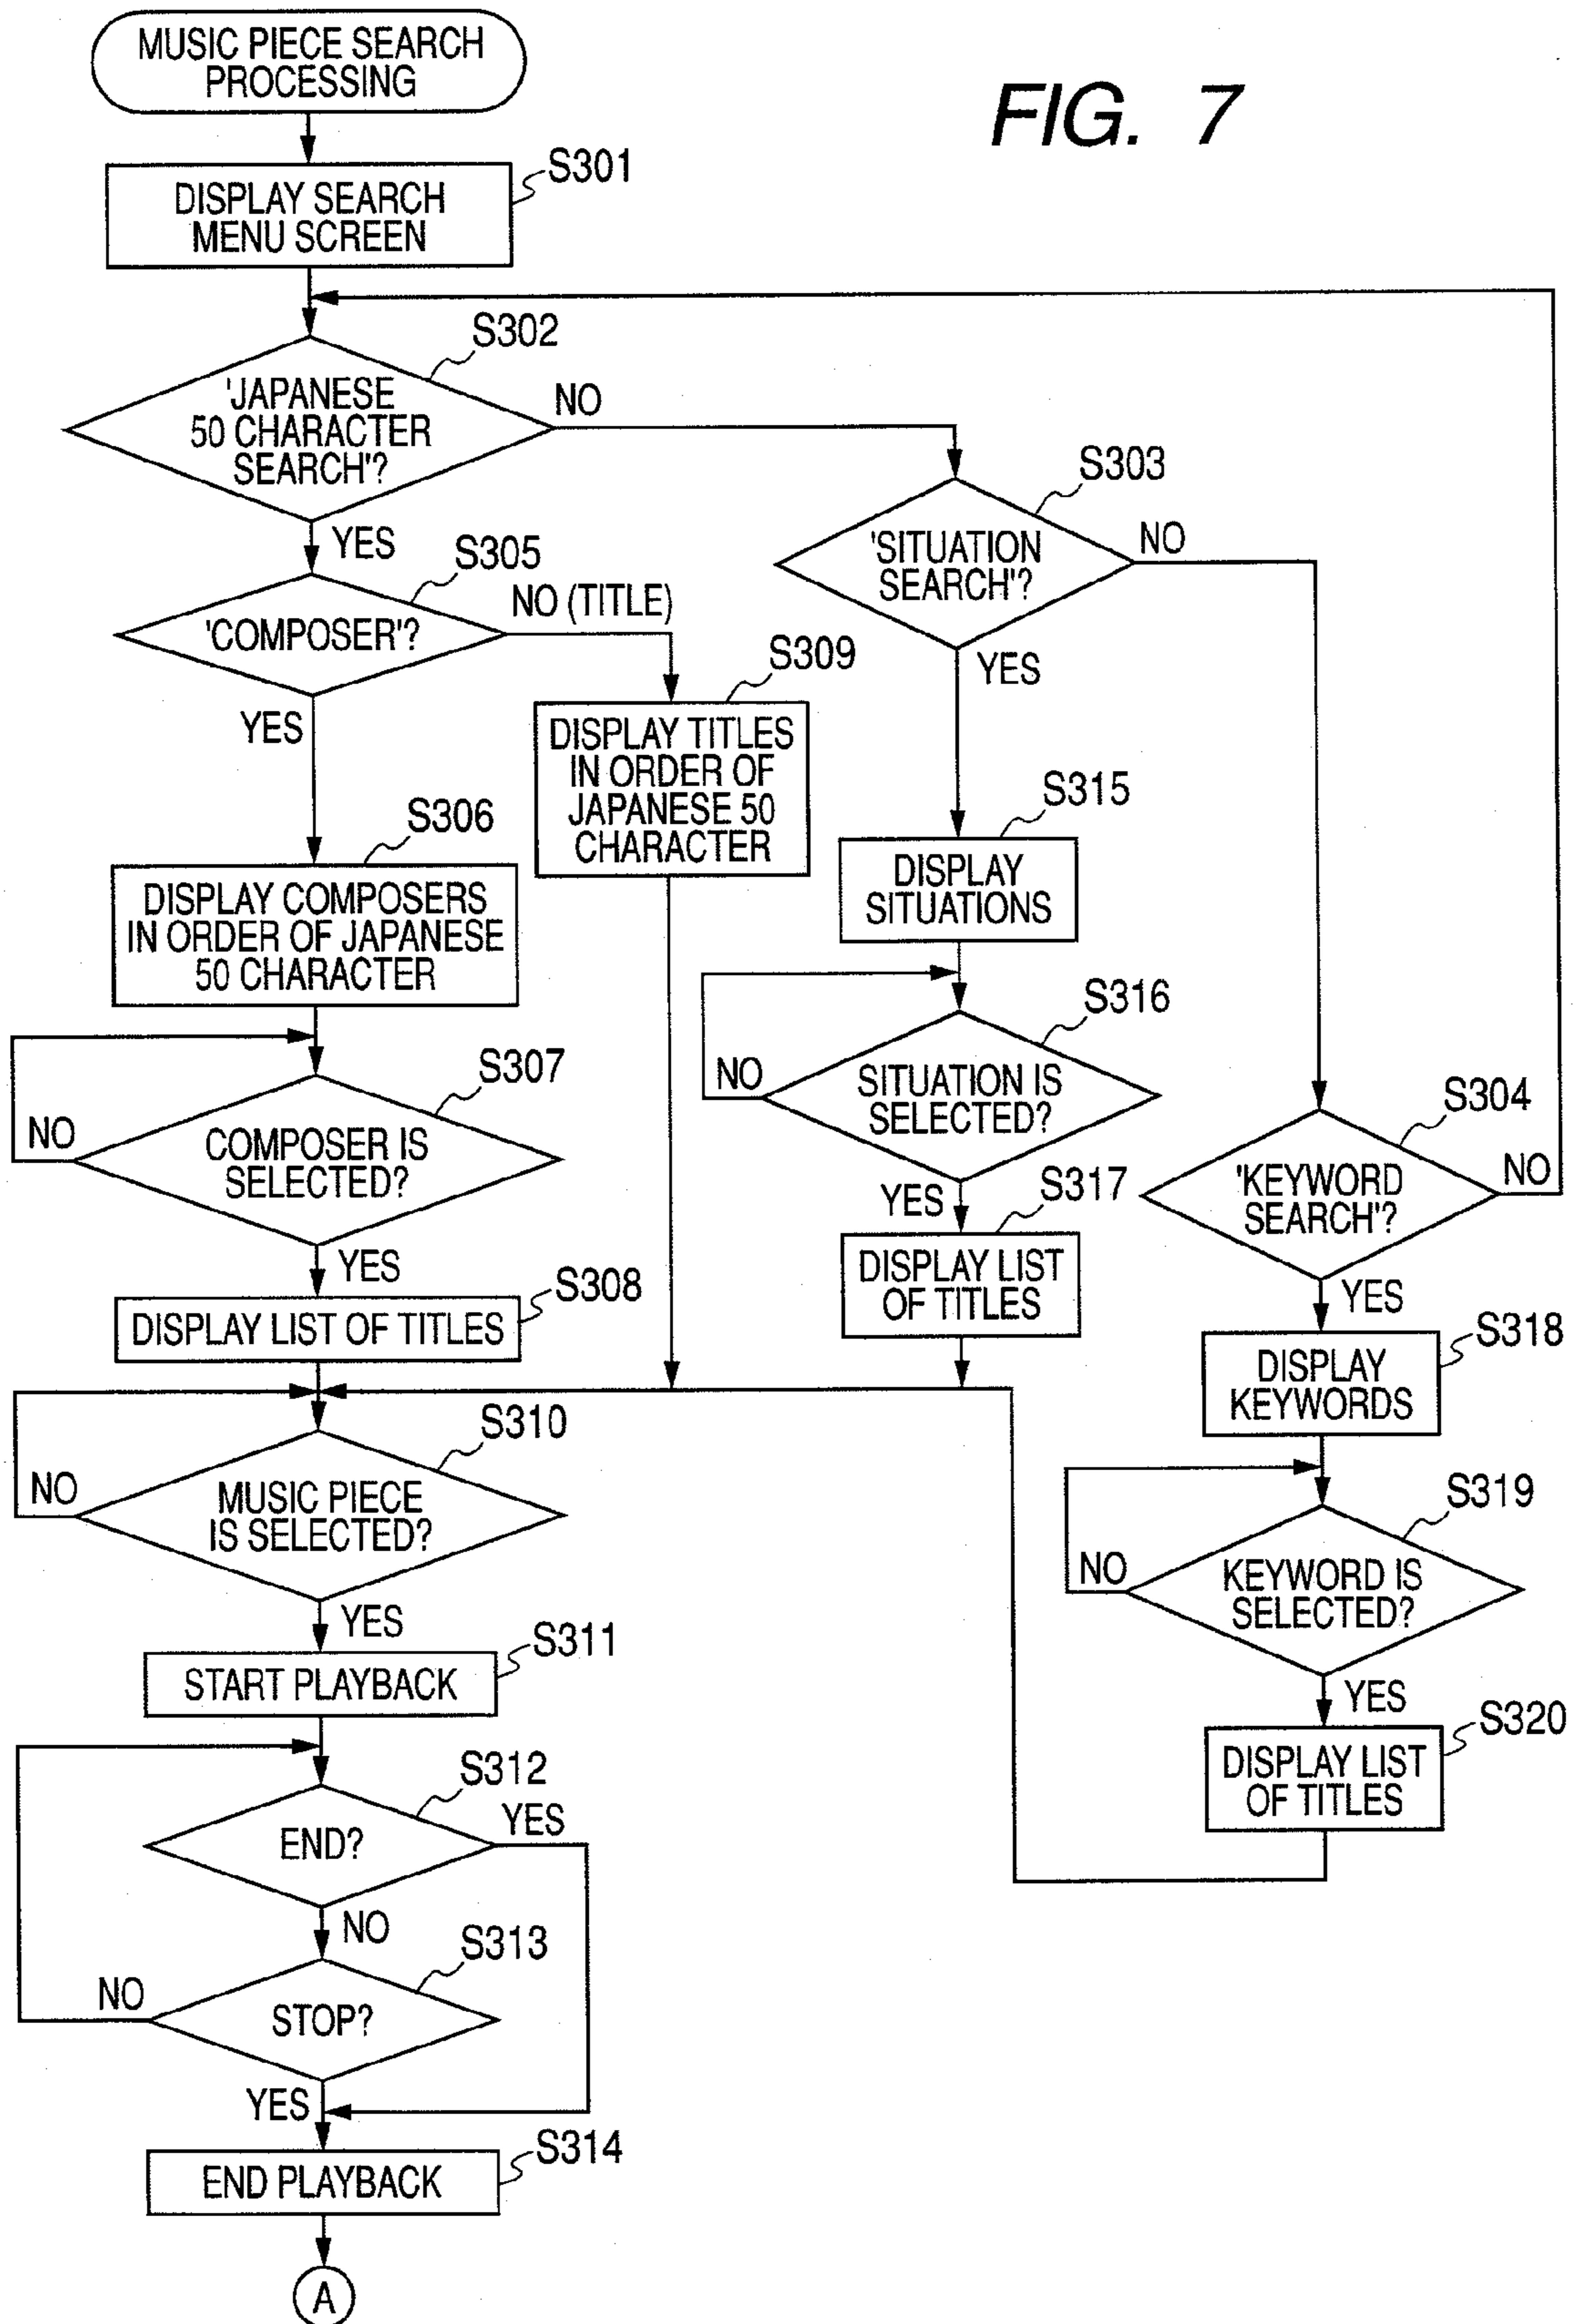 MUSIC PIECE SEARCH
PROCESSING
FIG. 7
S301
DISPLAY SEARCH
MENU SCREEN
S302
'JAPANESE
50 CHARACTER
SEARCH'?
NO
YES
S303
'SITUATION
SEARCH'?
NO
YES
S305
'COMPOSER'?
NO (TITLE)
YES
S309
DISPLAY TITLES
IN ORDER OF
JAPANESE 50
CHARACTER
S306
DISPLAY COMPOSERS
IN ORDER OF JAPANESE
50 CHARACTER
S315
DISPLAY
SITUATIONS
S307
COMPOSER IS
SELECTED?
NO
YES
S316
SITUATION IS
SELECTED?
NO
YES
S304
'KEYWORD
SEARCH'?
NO
YES
S308
DISPLAY LIST OF TITLES
S317
DISPLAY LIST
OF TITLES
S318
DISPLAY
KEYWORDS
S310
MUSIC PIECE
IS SELECTED?
NO
YES
S319
KEYWORD IS
SELECTED?
NO
YES
S311
START PLAYBACK
S320
DISPLAY LIST
OF TITLES
S312
END?
YES
NO
S313
STOP?
NO
YES
S314
END PLAYBACK
A